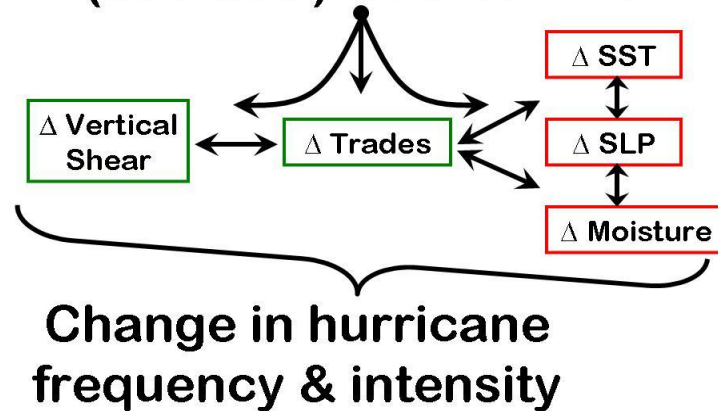 Δ SST
Δ Vertical
Shear
Δ Trades
Δ SLP
Δ Moisture
Change in hurricane
frequency & intensity